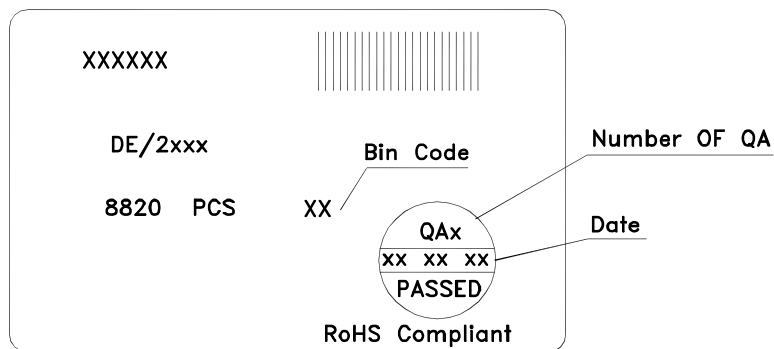 XXXXXX
DE/2xxx
Bin Code
Number OF QA
8820 PCS XX
QAx
Date
xx xx xx
PASSED
RoHS Compliant